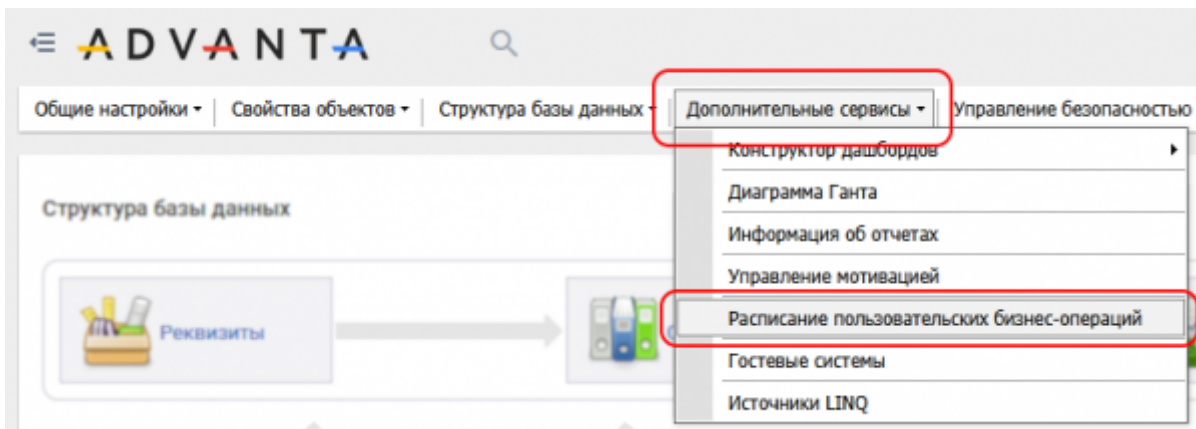 ADVANTA
Общие настройки Свойства объектов Структура базы данных Дополнительные сервисы Управление безопасностью
Конструктор дашбордов
Диаграмма Ганта
Структура базы данных
Информация об отчетах
Управление мотивацией
Расписание пользовательских бизнес-операций
Реквизиты
Гостевые системы
Источники LINQ